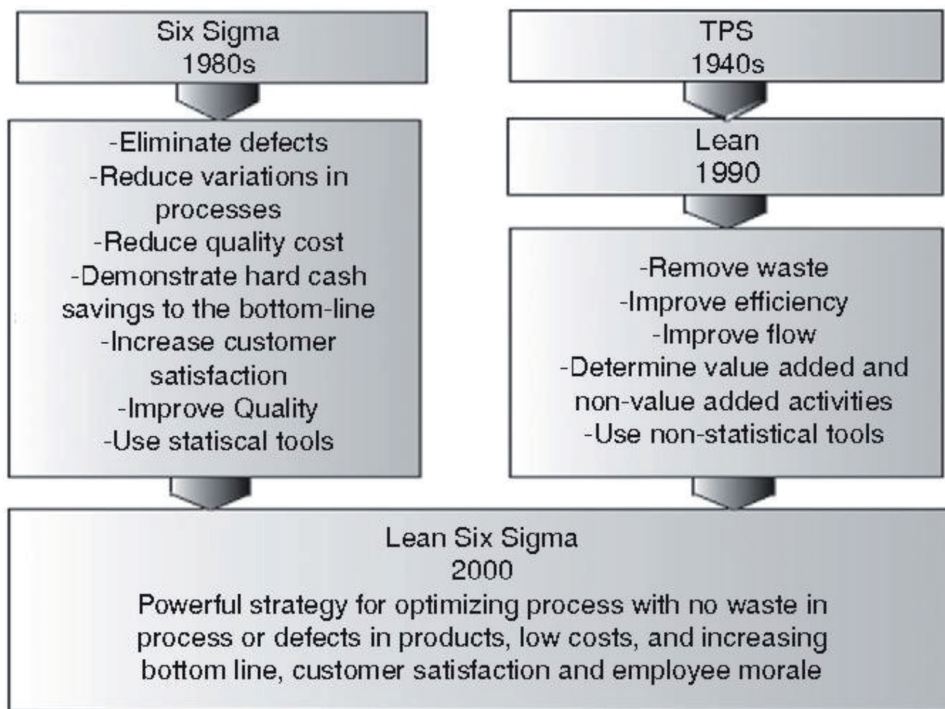 Six Sigma
1980s
-Eliminate defects
-Reduce variations in
processes
-Reduce quality cost
-Demonstrate hard cash
savings to the bottom-line
-Increase customer
satisfaction
-Improve Quality
-Use statiscal tools
TPS
1940s
Lean
1990
-Remove waste
-Improve efficiency
-Improve flow
-Determine value added and
non-value added activities
-Use non-statistical tools
Lean Six Sigma
2000
Powerful strategy for optimizing process with no waste in
process or defects in products, low costs, and increasing
bottom line, customer satisfaction and employee morale